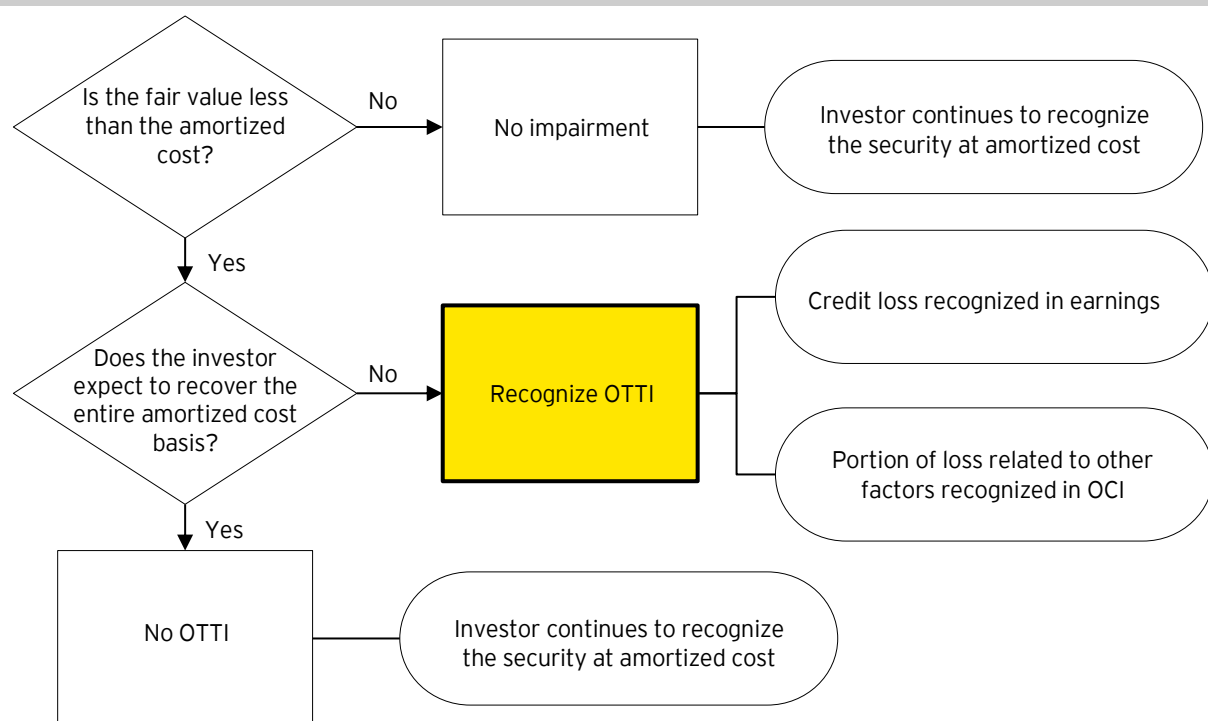 Is the fair value less
than the amortized
cost?
No
No impairment
Investor continues to recognize
the security at amortized cost
Yes
Does the investor
expect to recover the
entire amortized cost
basis?
No
Recognize OTTI
Credit loss recognized in earnings
Portion of loss related to other
factors recognized in OCI
Yes
No OTTI
Investor continues to recognize
the security at amortized cost